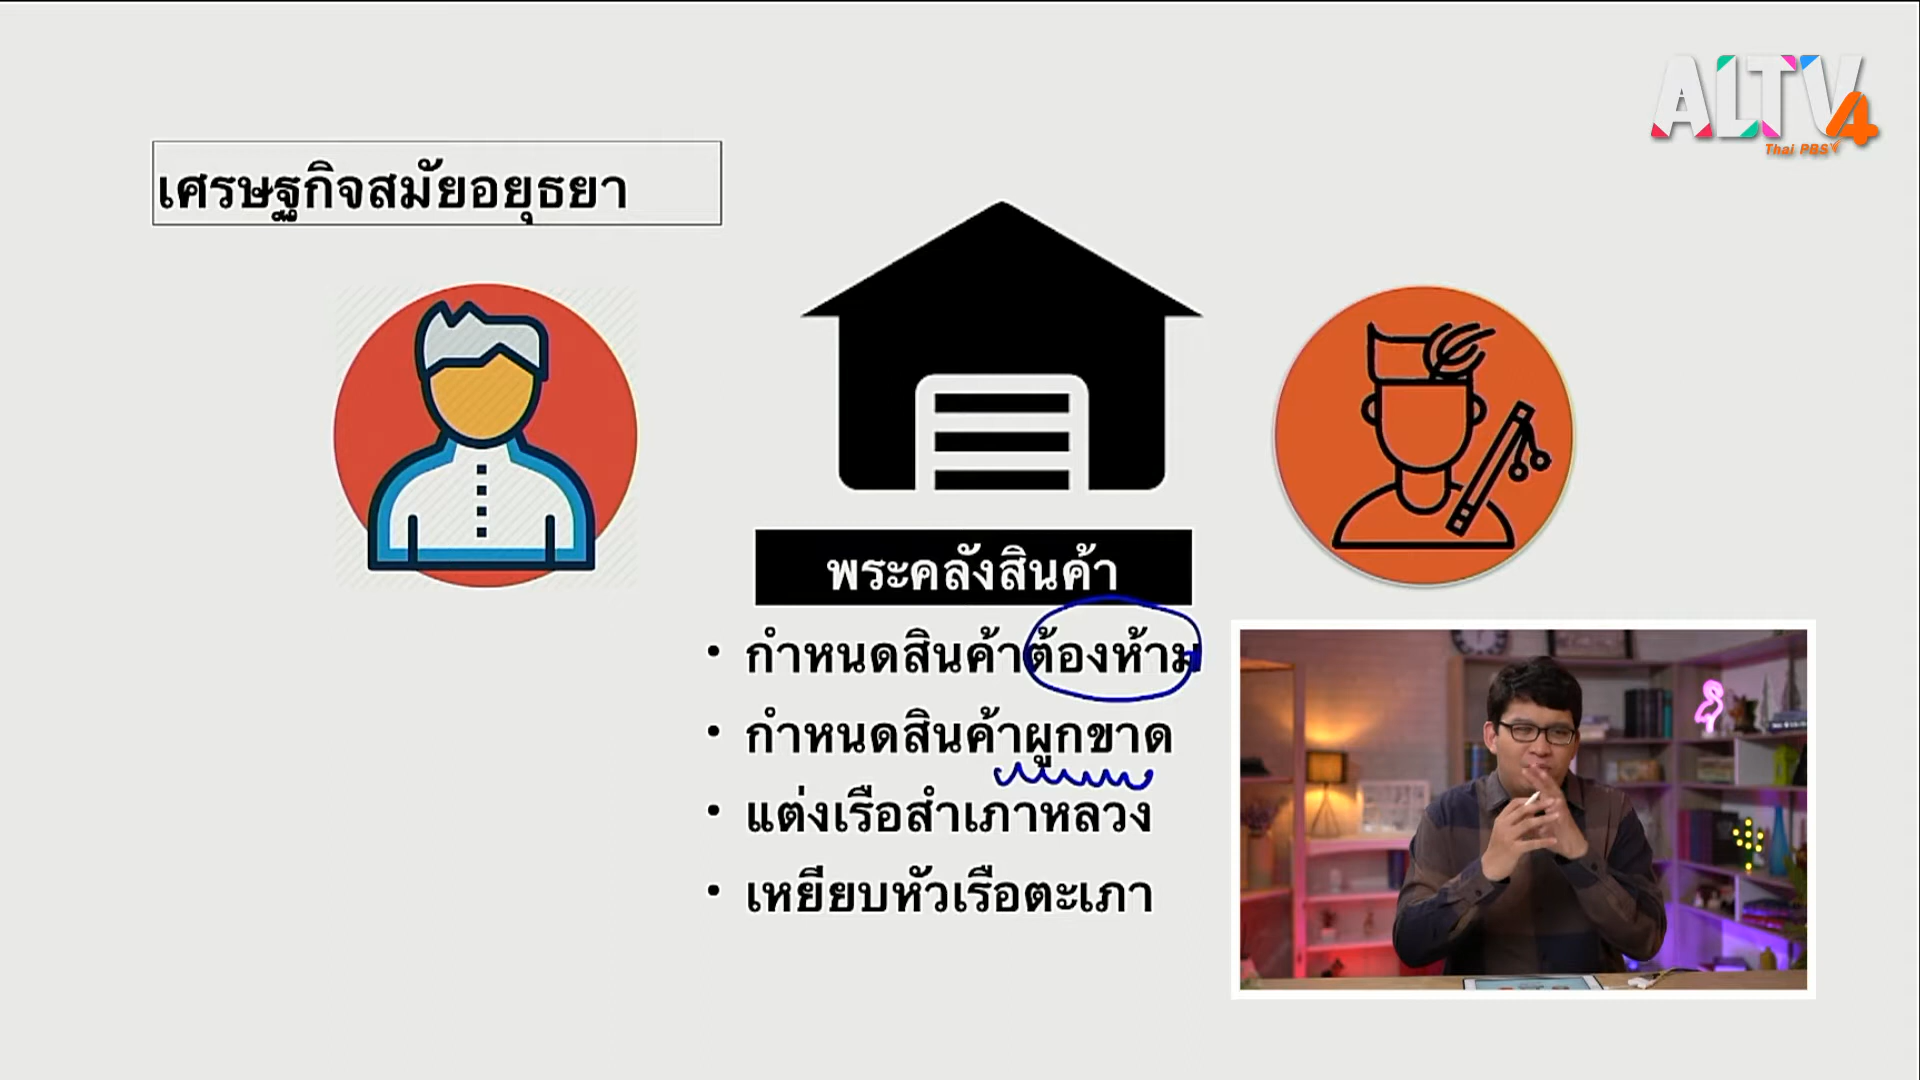 ALTV4
Thai PBS
เศรษฐกิจสมัยอยุธยา
พระคลังสินค้า
• กำหนดสินค้าต้องห้าม
• กำหนดสินค้าผูกขาด
• แต่งเรือสำเภาหลวง
• เหยียบหัวเรือตะเภา